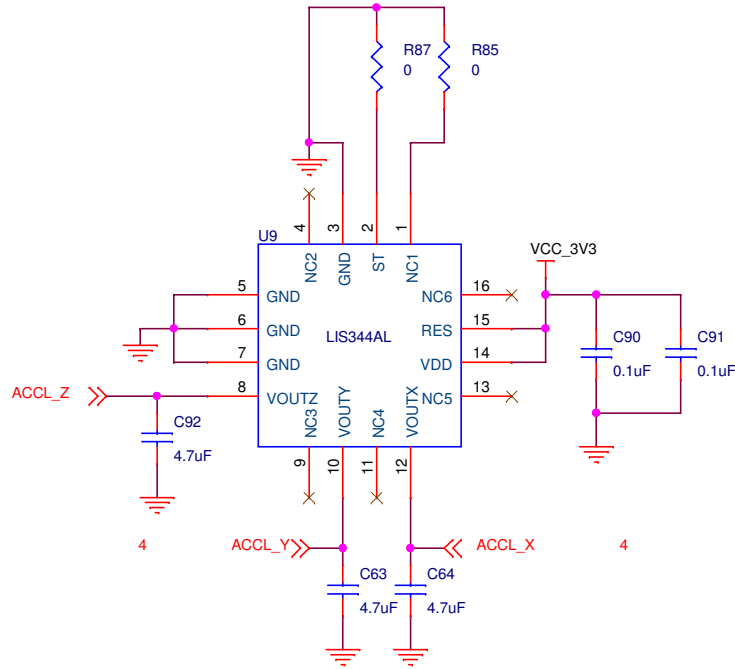 R87
0
R85
0
U9
4
3
2
1
NC2
GND
ST
NC1
VCC_3V3
5
GND
NC6
16
6
GND
LIS344AL
RES
15
7
GND
VDD
14
C90
0.1uF
C91
0.1uF
ACCL_Z
8
VOUTZ
NC5
13
NC3
VOUTY
NC4
VOUTX
C92
4.7uF
9
10
11
12
4
ACCL_Y
ACCL_X
4
C63
4.7uF
C64
4.7uF